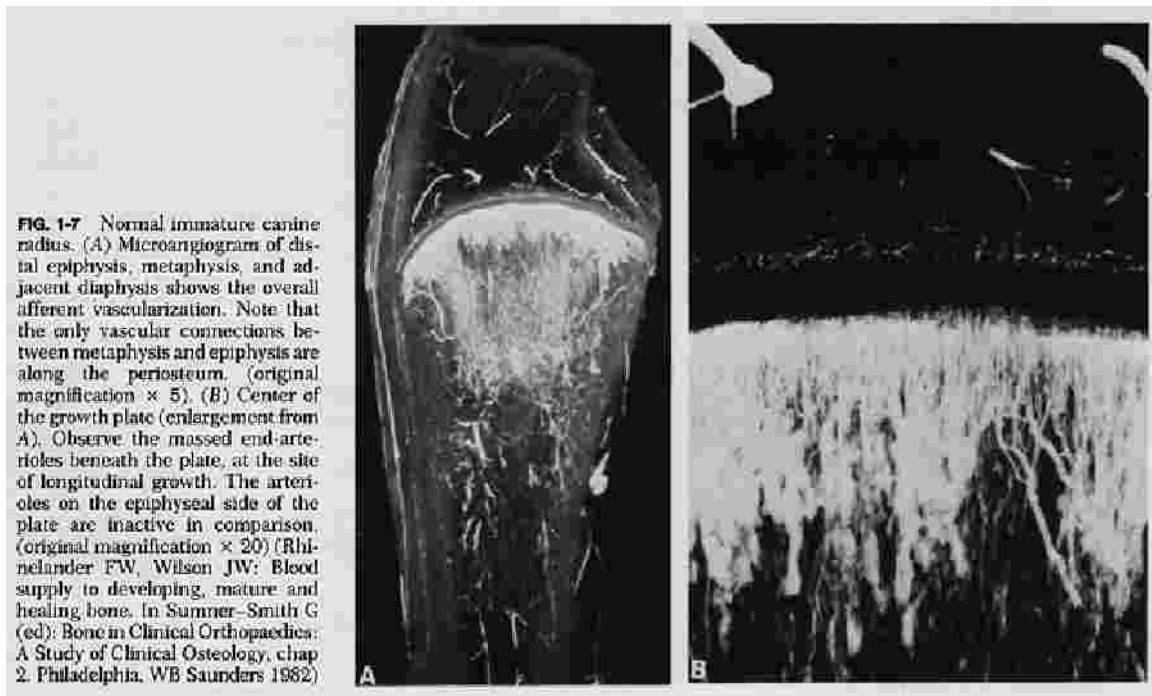 FIG. 1-7 Normal immature canine
radius. (A) Microangiogram of dis-
tal epiphysis, metaphysis, and ad-
jacent diaphysis shows the overall
afferent vascularization. Note that
the only vascular connections be-
tween metaphysis and epiphysis are
along the periosteum. (original
magnification × 5). (B) Center of
the growth plate (enlargement from
A). Observe the massed end-arte-
rioles beneath the plate, at the site
of longitudinal growth. The arteri-
oles on the epiphyseal side of the
plate are inactive in comparison.
(original magnification × 20) (Rhi-
nelander FW, Wilson JW: Blood
supply to developing, mature and
healing bone. In Sumner–Smith G
(ed): Bone in Clinical Orthopaedics:
A Study of Clinical Osteology, chap
2. Philadelphia, WB Saunders 1982)
A
B